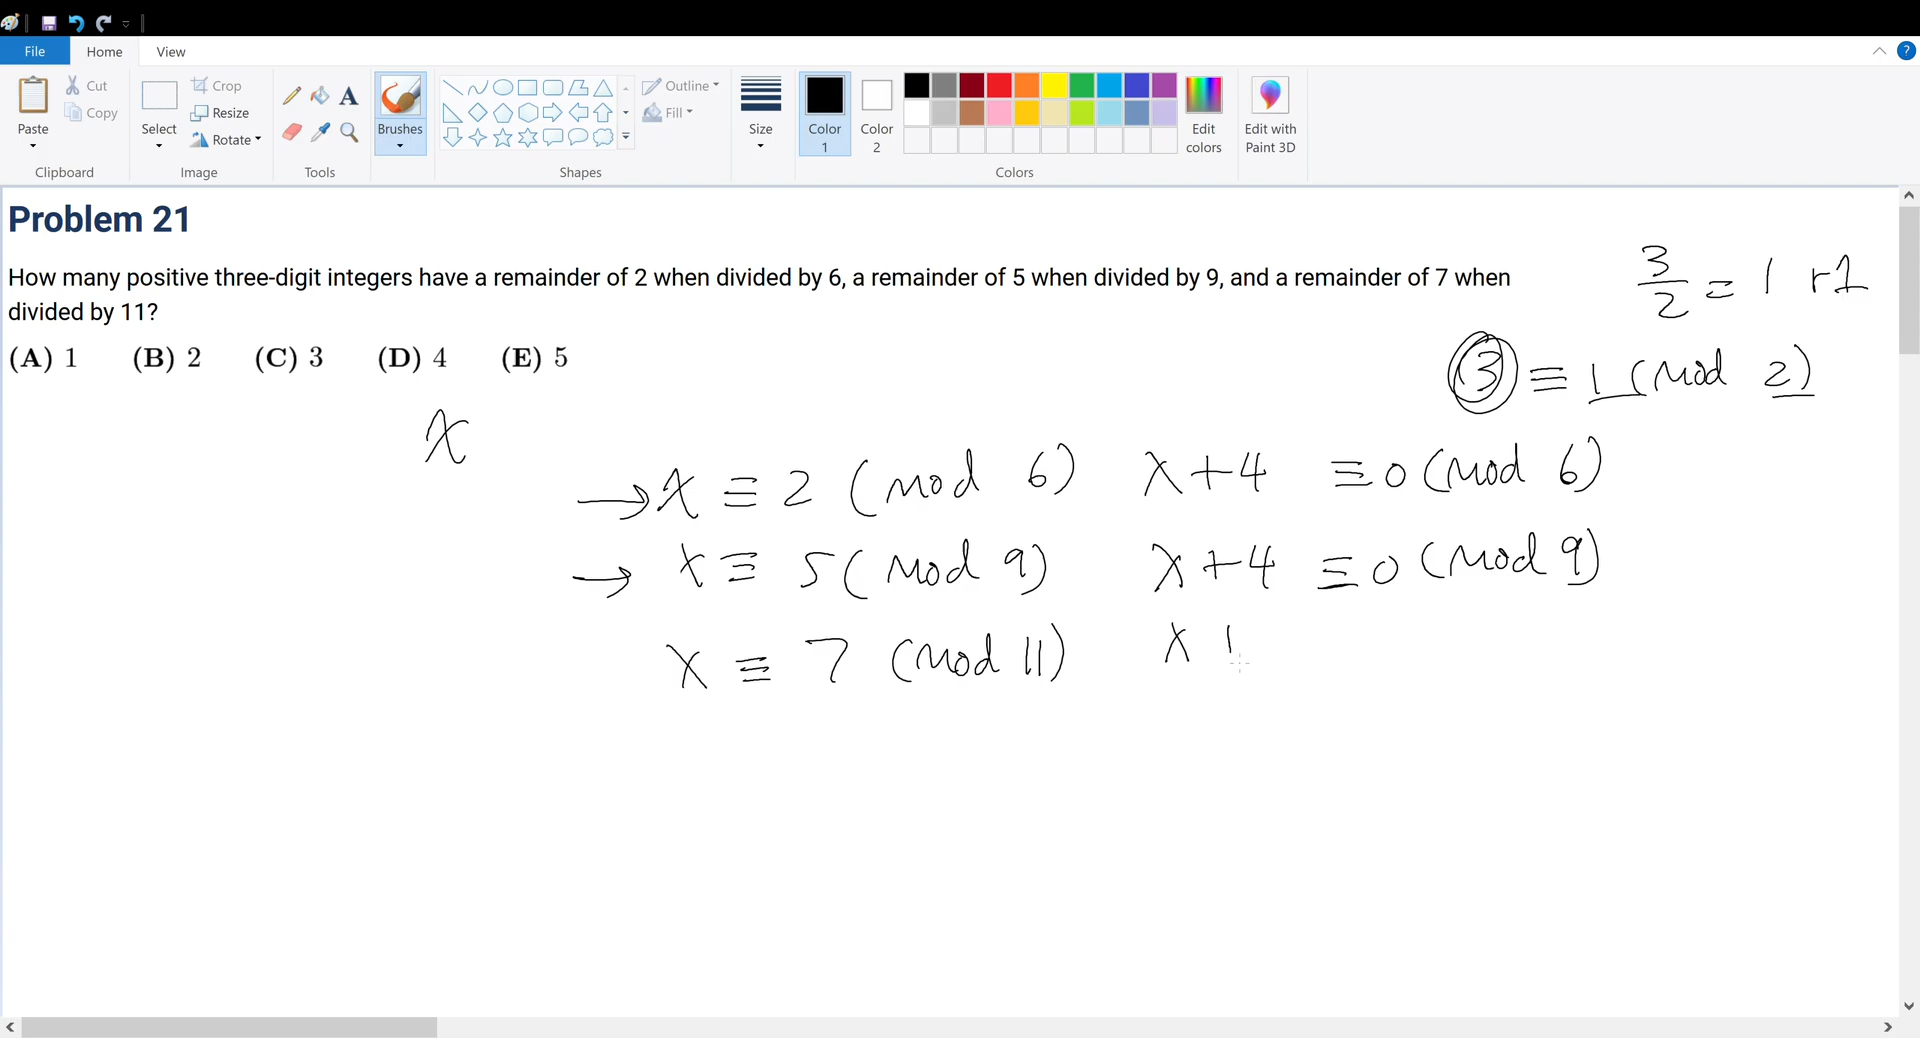 File Home View
Paste
Cut
Copy
Clipboard
Select
Crop
Resize
Rotate
Image
A
Tools
Brushes
Outline
Fill
Shapes
Size
Color 1
Color 2
Edit colors
Edit with Paint 3D
Colors
?
Problem 21
How many positive three-digit integers have a remainder of 2 when divided by 6, a remainder of 5 when divided by 9, and a remainder of 7 when
divided by 11?
(A) 1 (B) 2 (C) 3 (D) 4 (E) 5
3/2 = 1 r1
3 ≡ 1 (mod 2)
x
→ x ≡ 2 (mod 6) x+4 ≡ 0 (mod 6)
→ x ≡ 5 (mod 9) x+4 ≡ 0 (mod 9)
x ≡ 7 (mod 11) x